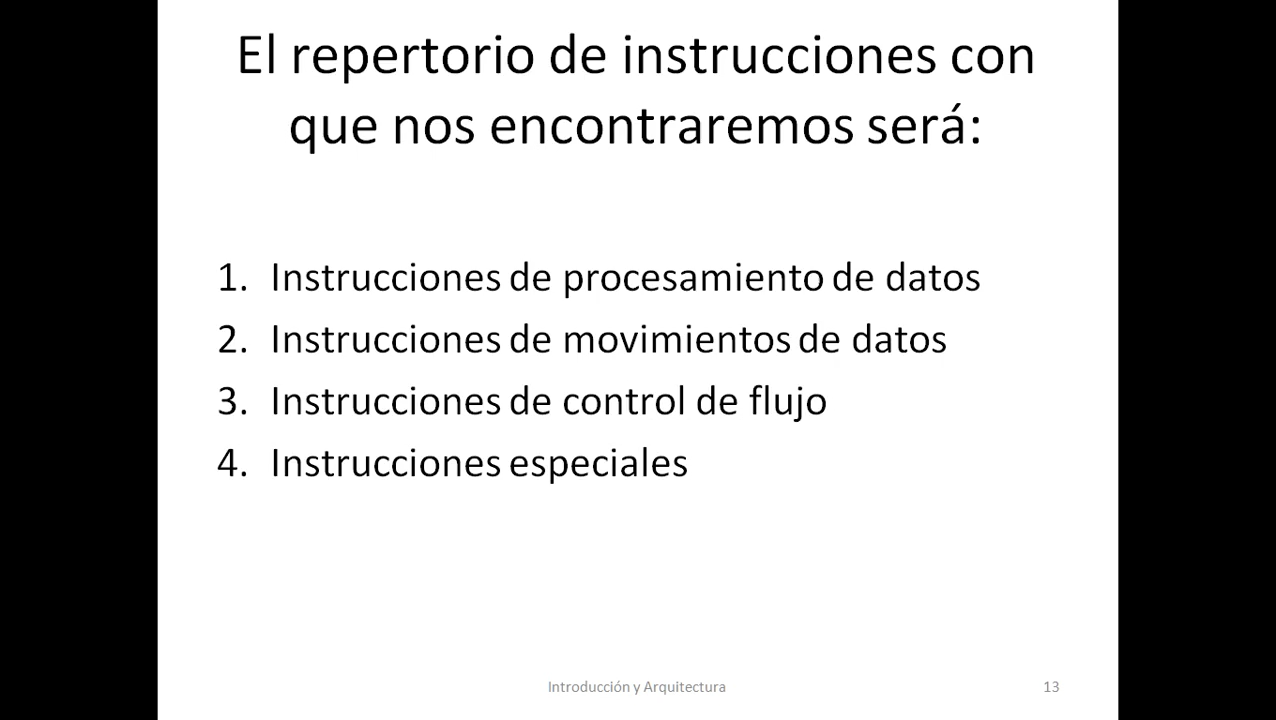 El repertorio de instrucciones con
que nos encontraremos será:
1. Instrucciones de procesamiento de datos
2. Instrucciones de movimientos de datos
3. Instrucciones de control de flujo
4. Instrucciones especiales
Introducción y Arquitectura
13